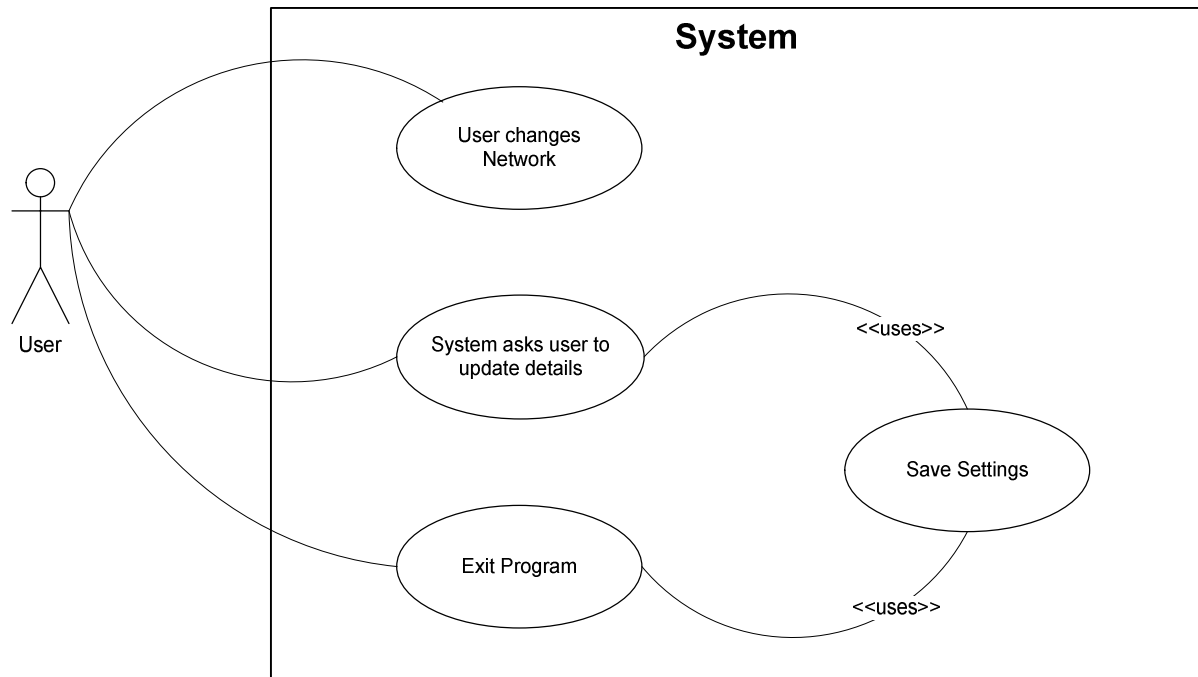 System
User changes
Network
User
System asks user to
update details
<<uses>>
Save Settings
Exit Program
<<uses>>